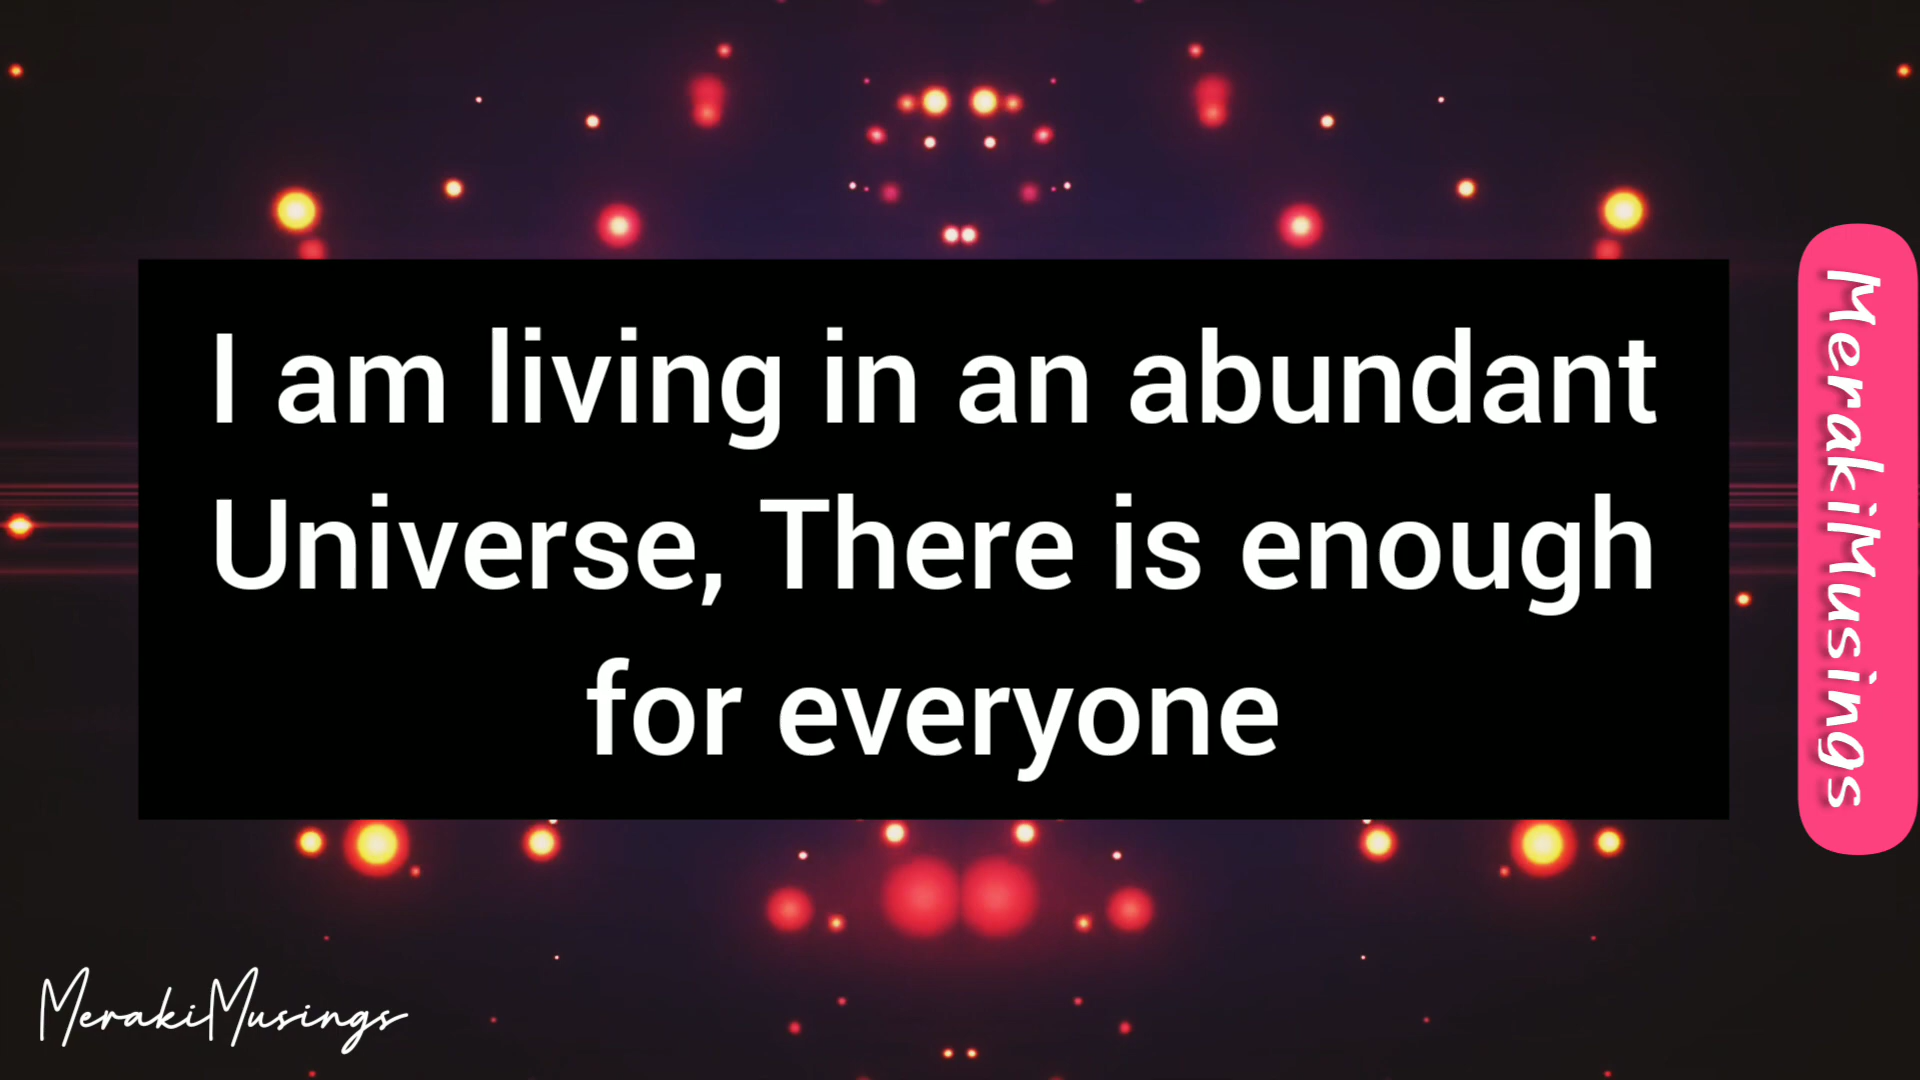 I am living in an abundant
Universe, There is enough
for everyone
MerakiMusings
MerakiMusings